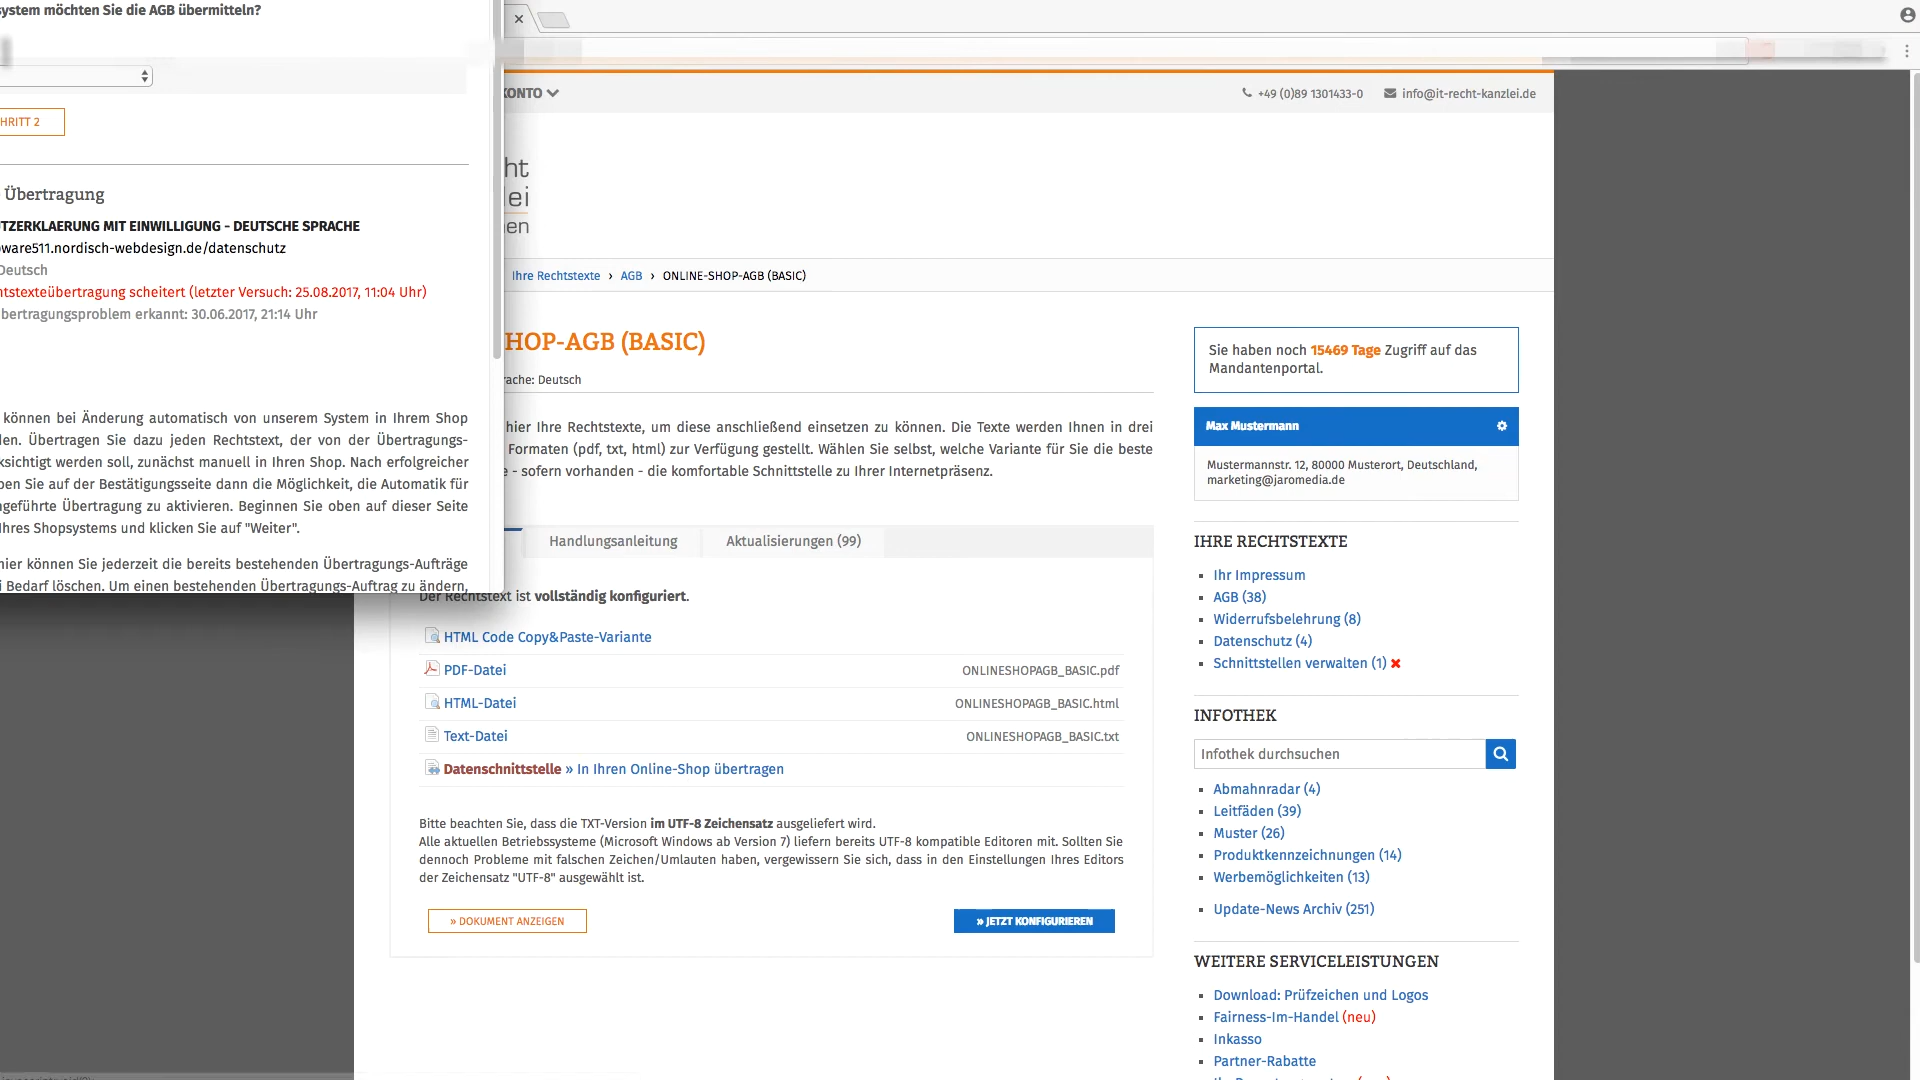 ystem möchten Sie die AGB übermitteln?
HRITT 2
Übertragung
TZERKLAERUNG MIT EINWILLIGUNG - DEUTSCHE SPRACHE
ware511.nordisch-webdesign.de/datenschutz
Deutsch
htstexteübertragung scheitert (letzter Versuch: 25.08.2017, 11:04 Uhr)
bertragungsproblem erkannt: 30.06.2017, 21:14 Uhr
können bei Änderung automatisch von unserem System in Ihrem Shop
den. Übertragen Sie dazu jeden Rechtstext, der von der Übertragungs-
ksichtigt werden soll, zunächst manuell in Ihren Shop. Nach erfolgreicher
ben Sie auf der Bestätigungsseite dann die Möglichkeit, die Automatik für
ngeführte Übertragung zu aktivieren. Beginnen Sie oben auf dieser Seite
Ihres Shopsystems und klicken Sie auf "Weiter".
hier können Sie jederzeit die bereits bestehenden Übertragungs-Aufträge
i Bedarf löschen. Um einen bestehenden Übertragungs-Auftrag zu ändern,
KONTO
+49 (0)89 1301433-0 info@it-recht-kanzlei.de
ht
lei
en
Ihre Rechtstexte › AGB › ONLINE-SHOP-AGB (BASIC)
HOP-AGB (BASIC)
rache: Deutsch
hier Ihre Rechtstexte, um diese anschließend einsetzen zu können. Die Texte werden Ihnen in drei
Formaten (pdf, txt, html) zur Verfügung gestellt. Wählen Sie selbst, welche Variante für Sie die beste
e - sofern vorhanden - die komfortable Schnittstelle zu Ihrer Internetpräsenz.
Handlungsanleitung Aktualisierungen (99)
Der Rechtstext ist vollständig konfiguriert.
HTML Code Copy&Paste-Variante
PDF-Datei ONLINESHOPAGB_BASIC.pdf
HTML-Datei ONLINESHOPAGB_BASIC.html
Text-Datei ONLINESHOPAGB_BASIC.txt
Datenschnittstelle » In Ihren Online-Shop übertragen
Bitte beachten Sie, dass die TXT-Version im UTF-8 Zeichensatz ausgeliefert wird.
Alle aktuellen Betriebssysteme (Microsoft Windows ab Version 7) liefern bereits UTF-8 kompatible Editoren mit. Sollten Sie
dennoch Probleme mit falschen Zeichen/Umlauten haben, vergewissern Sie sich, dass in den Einstellungen Ihres Editors
der Zeichensatz "UTF-8" ausgewählt ist.
» DOKUMENT ANZEIGEN » JETZT KONFIGURIEREN
Sie haben noch 15469 Tage Zugriff auf das
Mandantenportal.
Max Mustermann
Mustermannstr. 12, 80000 Musterort, Deutschland,
marketing@jaromedia.de
IHRE RECHTSTEXTE
Ihr Impressum
AGB (38)
Widerrufsbelehrung (8)
Datenschutz (4)
Schnittstellen verwalten (1)
INFOTHEK
Infothek durchsuchen
Abmahnradar (4)
Leitfäden (39)
Muster (26)
Produktkennzeichnungen (14)
Werbemöglichkeiten (13)
Update-News Archiv (251)
WEITERE SERVICELEISTUNGEN
Download: Prüfzeichen und Logos
Fairness-Im-Handel (neu)
Inkasso
Partner-Rabatte